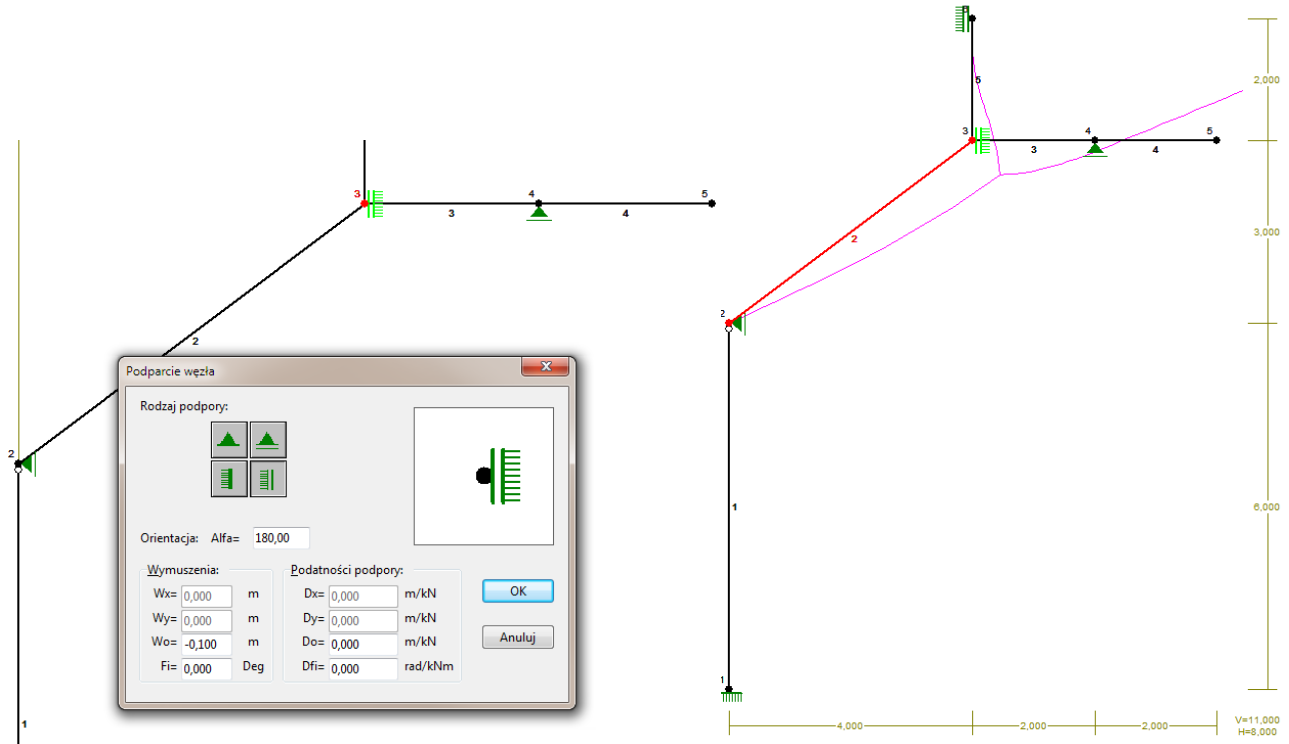 3
4
5
3
4
2
2
1
Podparcie węzła
Rodzaj podpory:
Orientacja: Alfa= 180,00
Wymuszenia: Podatności podpory:
Wx= 0,000 m Dx= 0,000 m/kN
Wy= 0,000 m Dy= 0,000 m/kN
Wo= -0,100 m Do= 0,000 m/kN
Fi= 0,000 Deg Dfi= 0,000 rad/kNm
OK
Anuluj
5
2,000
3
4
5
3
4
2
3,000
2
1
6,000
1
4,000 2,000 2,000
V=11,000
H=8,000